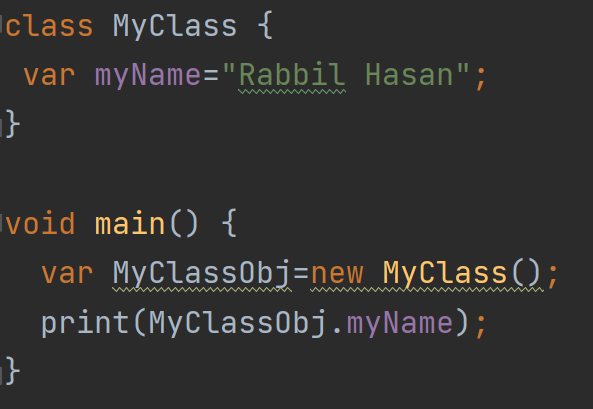 class MyClass {
 var myName="Rabbil Hasan";
}
void main() {
  var MyClassObj=new MyClass();
  print(MyClassObj.myName);
}